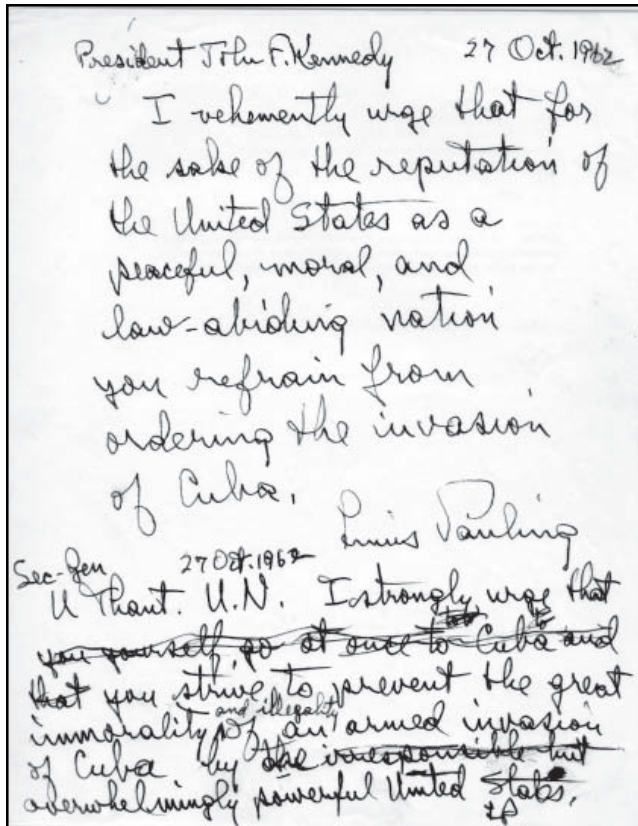 President John F. Kennedy 27 Oct. 1962
I vehemently urge that for
the sake of the reputation of
the United States as a
peaceful, moral, and
law-abiding nation
you refrain from
ordering the invasion
of Cuba.
Linus Pauling
Sec-Gen 27 Oct. 1962
U Thant. U.N. I strongly urge that
you yourself go at once to Cuba and
that you strive to prevent the great
and illegality
immorality of an armed invasion
of Cuba by the irresponsible but
overwhelmingly powerful United States.
LP